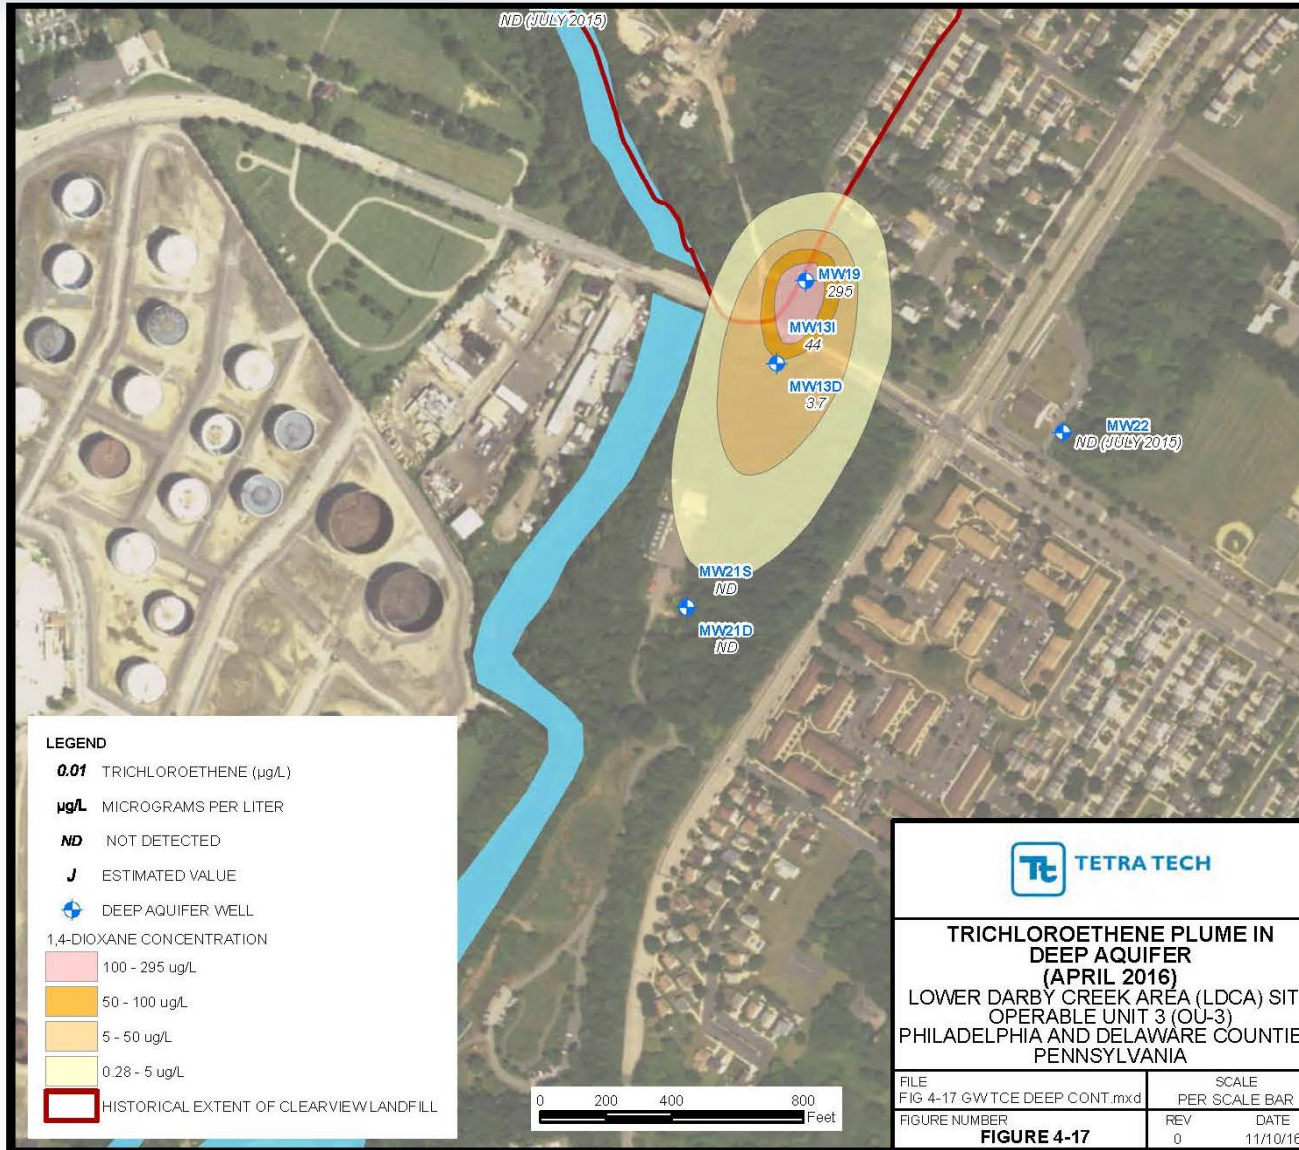 ND (JULY 2015)
MW19
295
MW13I
44
MW13D
3.7
MW22
ND (JULY 2015)
MW21S
ND
MW21D
ND
LEGEND
0.01 TRICHLOROETHENE (µg/L)
µg/L MICROGRAMS PER LITER
ND NOT DETECTED
J ESTIMATED VALUE
DEEP AQUIFER WELL
1,4-DIOXANE CONCENTRATION
100 - 295 ug/L
50 - 100 ug/L
5 - 50 ug/L
0.28 - 5 ug/L
HISTORICAL EXTENT OF CLEARVIEW LANDFILL
0 200 400 800
Feet
Tt TETRA TECH
TRICHLOROETHENE PLUME IN
DEEP AQUIFER
(APRIL 2016)
LOWER DARBY CREEK AREA (LDCA) SIT
OPERABLE UNIT 3 (OU-3)
PHILADELPHIA AND DELAWARE COUNTIE
PENNSYLVANIA
FILE
FIG 4-17 GW TCE DEEP CONT.mxd
SCALE
PER SCALE BAR
FIGURE NUMBER
FIGURE 4-17
REV
0
DATE
11/10/16